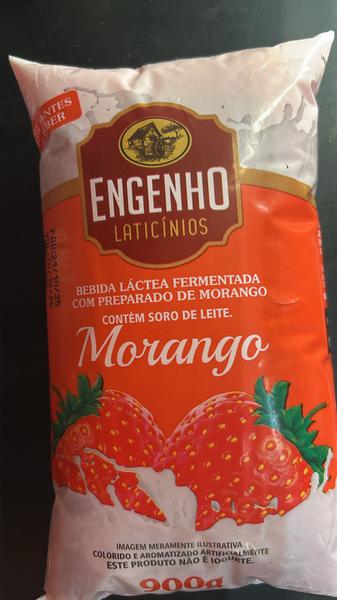 ANTES
ENGENHO
LATICÍNIOS
BEBIDA LÁCTEA FERMENTADA
COM PREPARADO DE MORANGO
CONTÉM SORO DE LEITE.
Morango
IMAGEM MERAMENTE ILUSTRATIVA
COLORIDO E AROMATIZADO ARTIFICIALMENTE
ESTE PRODUTO NÃO É IOGURTE.
900g